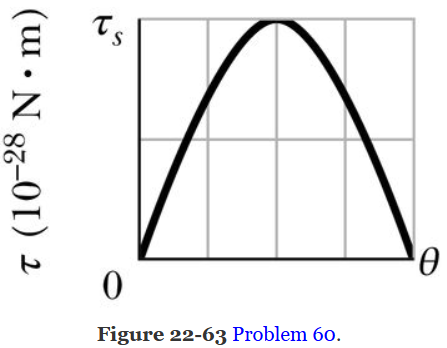 τₛ
τ (10⁻²⁸ N • m)
0
θ
Figure 22-63 Problem 60.